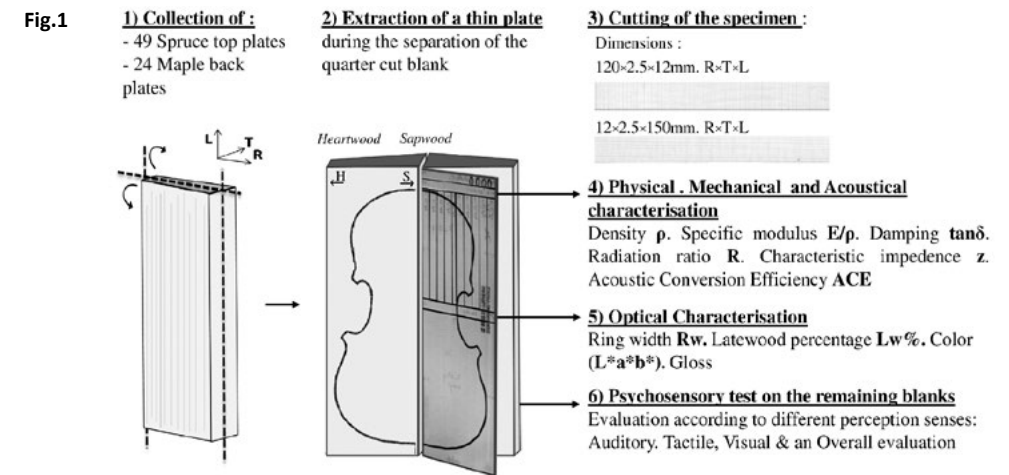 Fig.1
1) Collection of :
- 49 Spruce top plates
- 24 Maple back
plates
2) Extraction of a thin plate
during the separation of the
quarter cut blank
3) Cutting of the specimen :
Dimensions :
120×2.5×12mm. R×T×L
12×2.5×150mm. R×T×L
L
T
R
Heartwood Sapwood
H
S
4) Physical . Mechanical and Acoustical
characterisation
Density ρ. Specific modulus E/ρ. Damping tanδ.
Radiation ratio R. Characteristic impedence z.
Acoustic Conversion Efficiency ACE
5) Optical Characterisation
Ring width Rw. Latewood percentage Lw%. Color
(L*a*b*). Gloss
6) Psychosensory test on the remaining blanks
Evaluation according to different perception senses:
Auditory. Tactile, Visual & an Overall evaluation